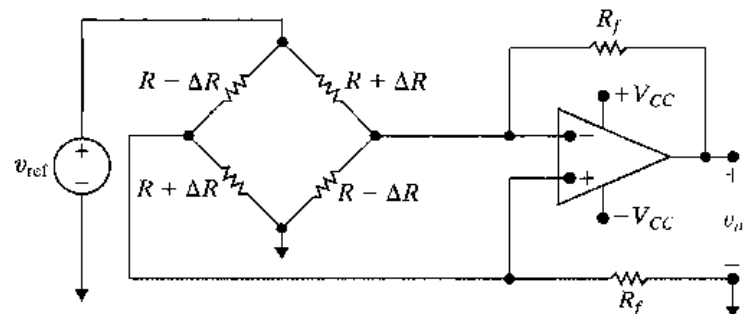 R_f
R − ΔR
R + ΔR
+V_CC
−
v_ref
+
−
+
+
R + ΔR
R − ΔR
−V_CC
v_o
−
R_f